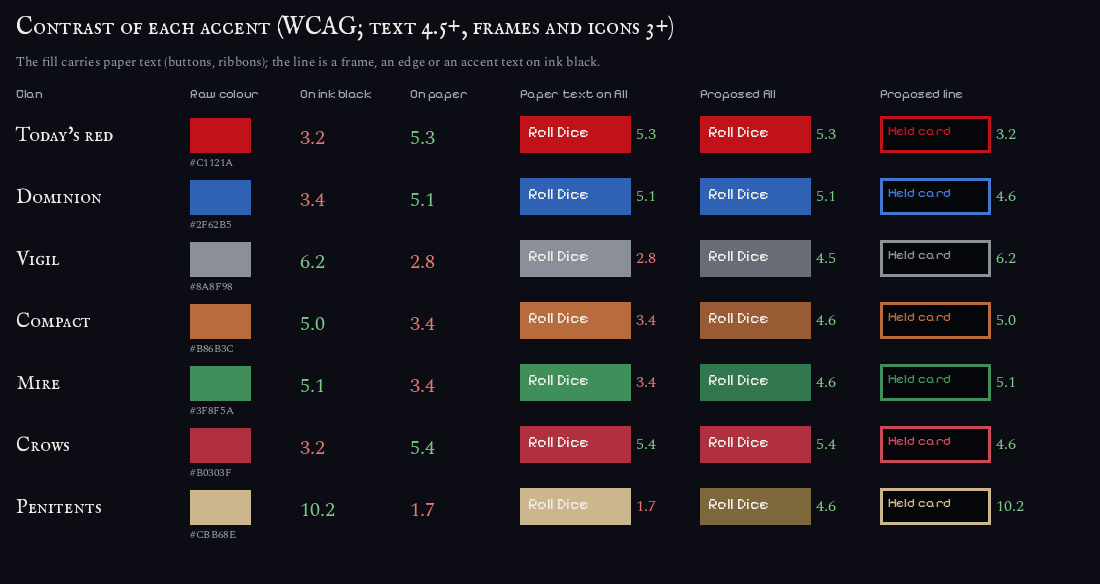 Contrast of each accent (WCAG; text 4.5+, frames and icons 3+)
The fill carries paper text (buttons, ribbons); the line is a frame, an edge or an accent text on ink black.
Clan Raw colour On ink black On paper Paper text on fill Proposed fill Proposed line
Today's red 3.2 5.3 Roll Dice 5.3 Roll Dice 5.3 Held card 3.2
#C1121A
Dominion 3.4 5.1 Roll Dice 5.1 Roll Dice 5.1 Held card 4.6
#2F62B5
Vigil 6.2 2.8 Roll Dice 2.8 Roll Dice 4.5 Held card 6.2
#8A8F98
Compact 5.0 3.4 Roll Dice 3.4 Roll Dice 4.6 Held card 5.0
#B86B3C
Mire 5.1 3.4 Roll Dice 3.4 Roll Dice 4.6 Held card 5.1
#3F8F5A
Crows 3.2 5.4 Roll Dice 5.4 Roll Dice 5.4 Held card 4.6
#B0303F
Penitents 10.2 1.7 Roll Dice 1.7 Roll Dice 4.6 Held card 10.2
#CBB68E